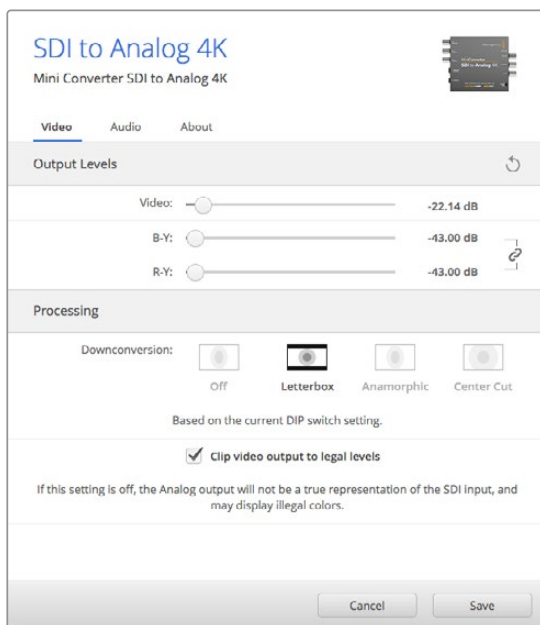 SDI to Analog 4K
Mini Converter SDI to Analog 4K
Video Audio About
Output Levels
Video: -22.14 dB
B-Y: -43.00 dB
R-Y: -43.00 dB
Processing
Downconversion:
Off Letterbox Anamorphic Center Cut
Based on the current DIP switch setting.
Clip video output to legal levels
If this setting is off, the Analog output will not be a true representation of the SDI input, and
may display illegal colors.
Cancel Save